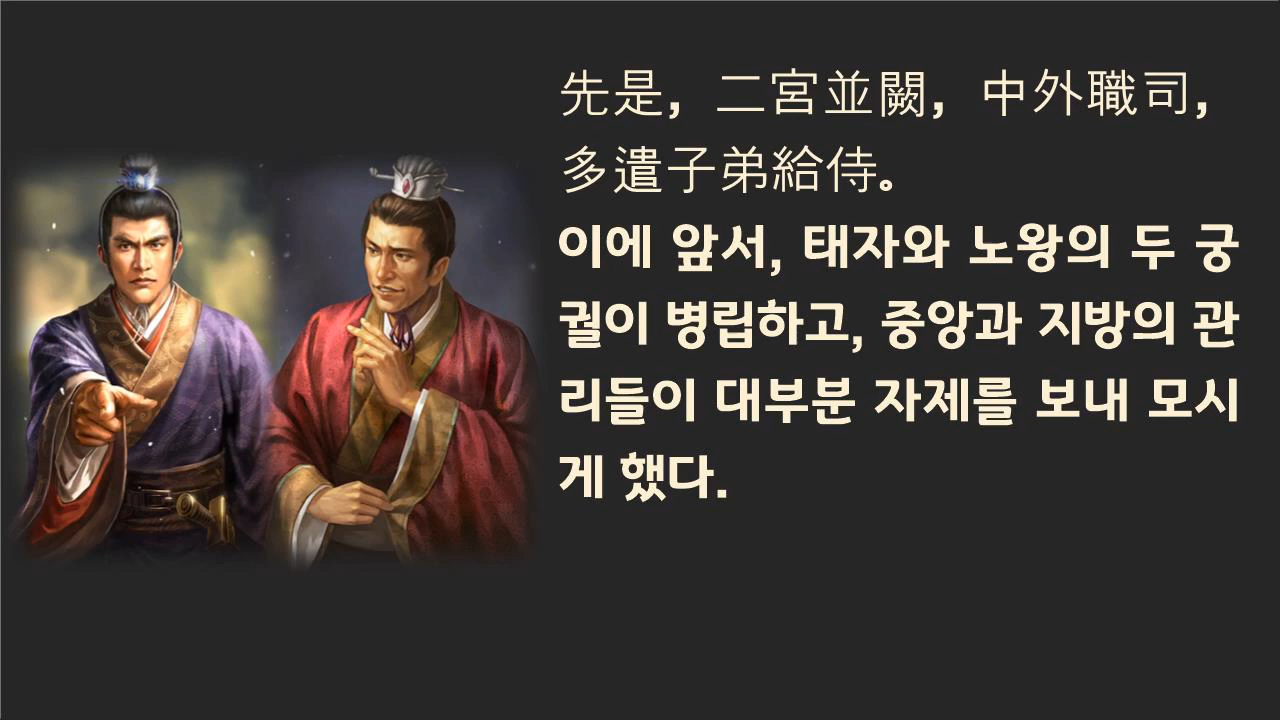 先是, 二宮並闕, 中外職司,
多遣子弟給侍。
이에 앞서, 태자와 노왕의 두 궁
궐이 병립하고, 중앙과 지방의 관
리들이 대부분 자제를 보내 모시
게 했다.